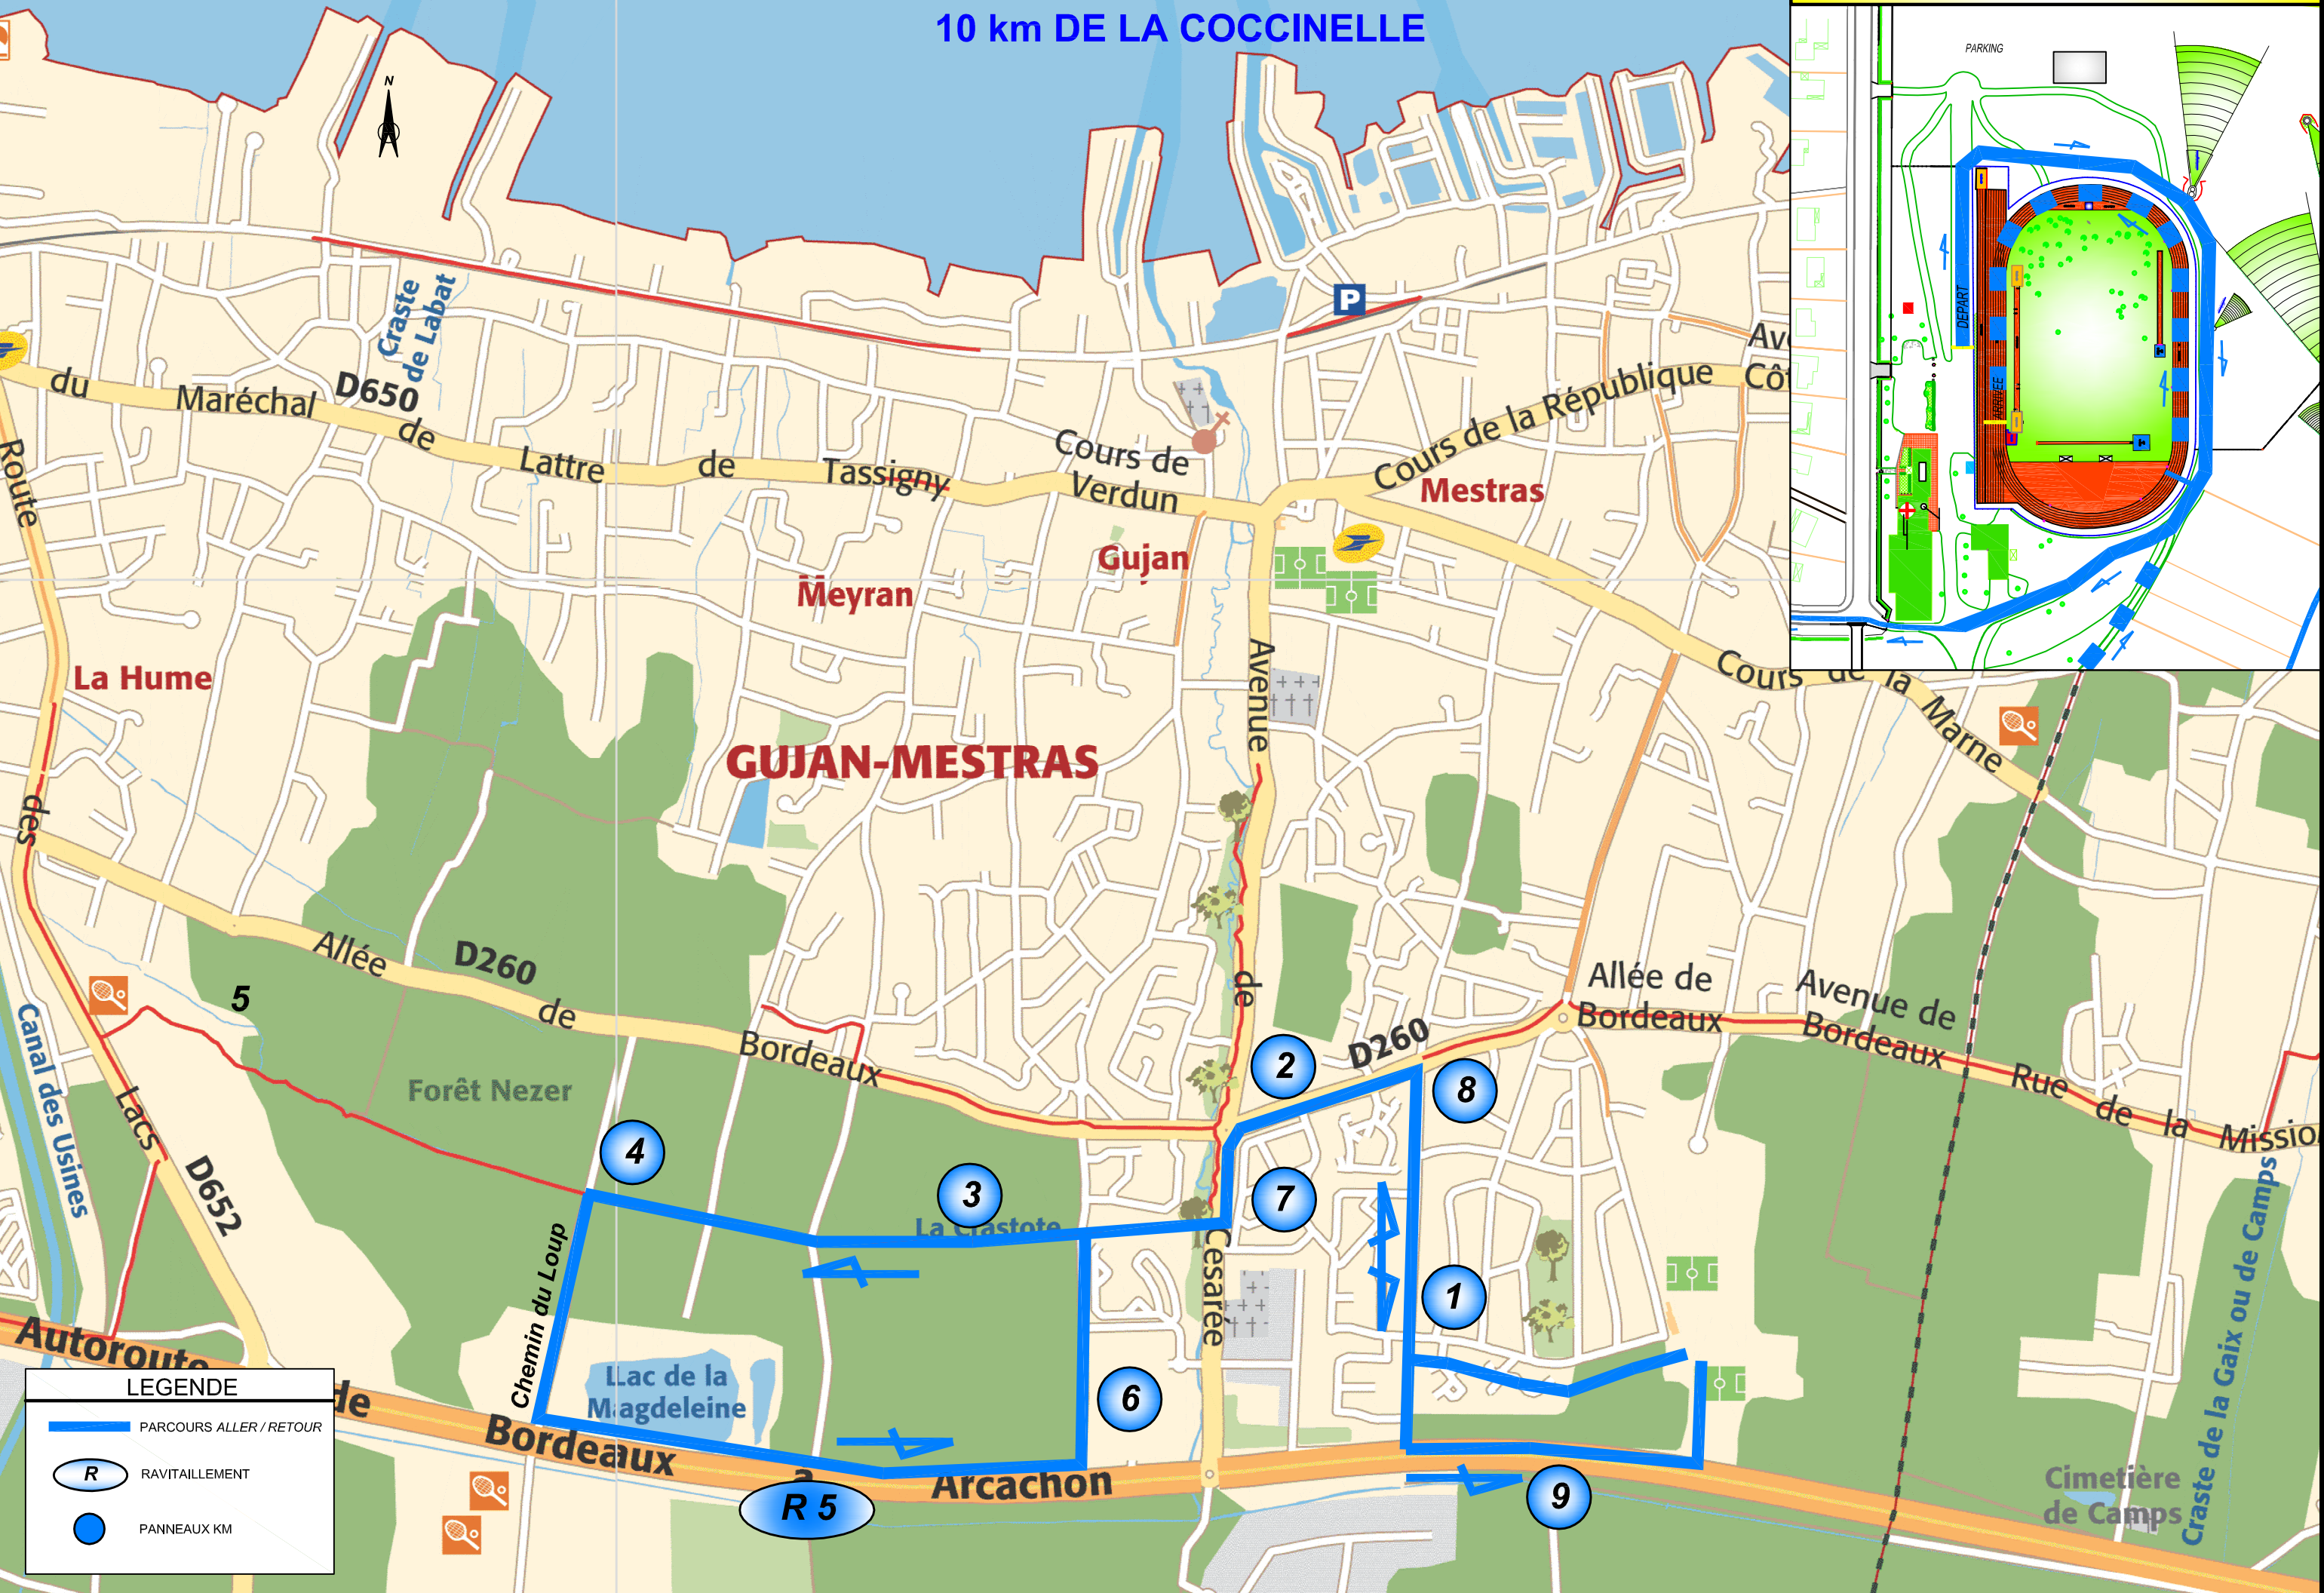 10 km DE LA COCCINELLE
N
PARKING
DEPART
ARRIVÉE
P
Craste
de Labat
du
Maréchal
D650
de
Lattre
de
Tassigny
Cours de
Verdun
Cours de la République
Mestras
Route
Gujan
Meyran
La Hume
Avenue
Cours de la
Marne
GUJAN-MESTRAS
des
Allée
D260
de
Bordeaux
5
de
D260
Allée de
Bordeaux
Avenue de
Bordeaux
Rue
de
la
Canal des Usines
Forêt Nezer
Lacs
D652
2
8
4
3
7
La Crastote
Césarée
Chemin du Loup
1
Craste de la Gaix ou de Camps
Autoroute
de
Bordeaux
à
Arcachon
Lac de la
Magdeleine
6
R 5
9
Cimetière
de Camps
LEGENDE
PARCOURS ALLER / RETOUR
R RAVITAILLEMENT
PANNEAUX KM